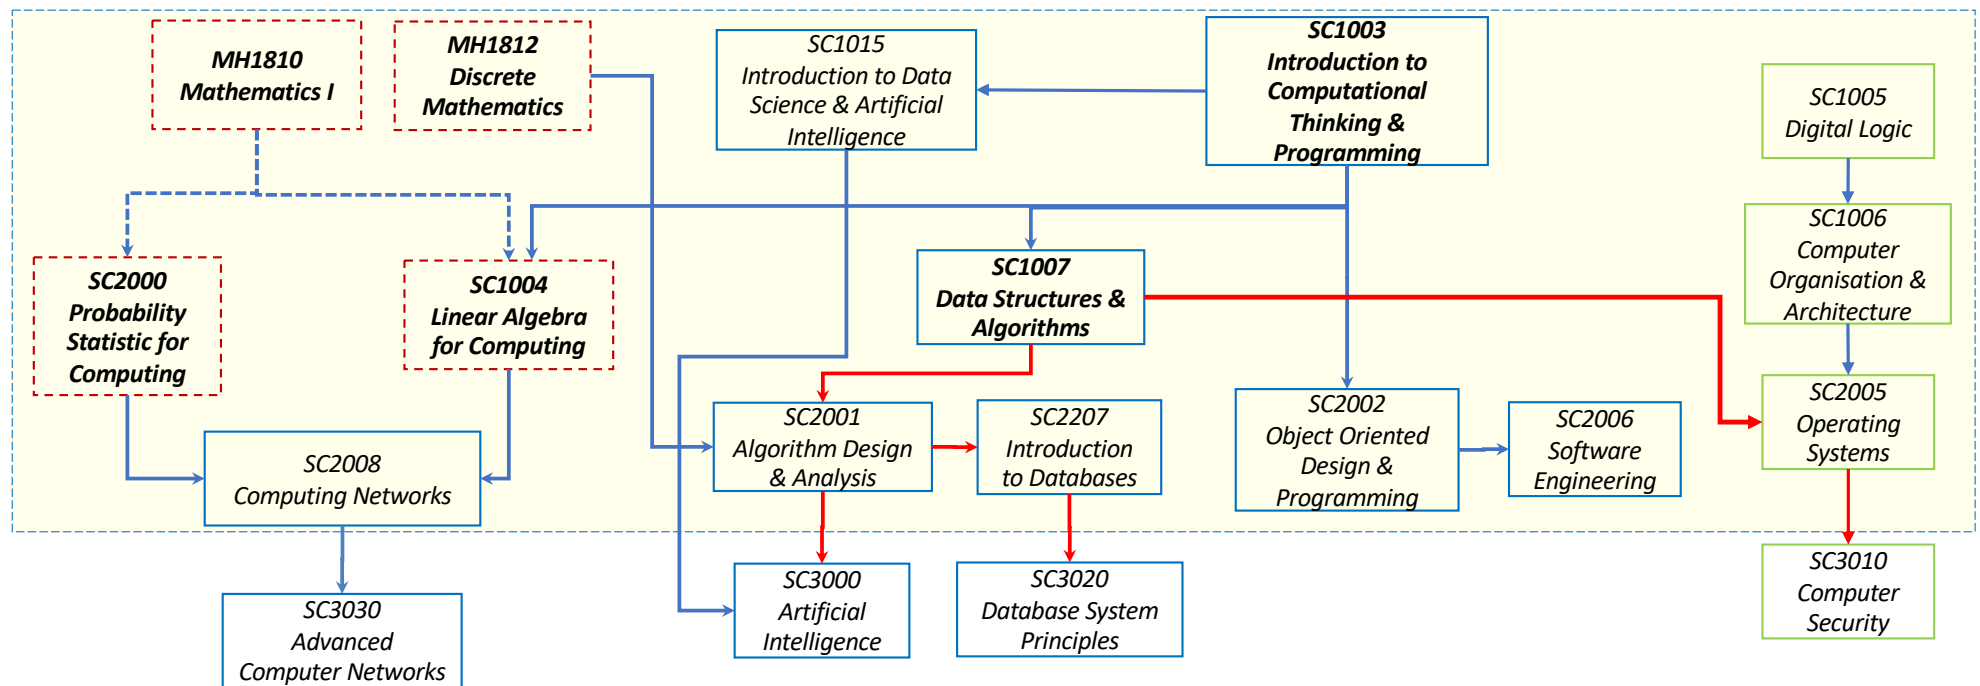 MH1810
Mathematics I
MH1812
Discrete
Mathematics
SC1015
Introduction to Data
Science & Artificial
Intelligence
SC1003
Introduction to
Computational
Thinking &
Programming
SC1005
Digital Logic
SC1006
Computer
Organisation &
Architecture
SC2000
Probability
Statistic for
Computing
SC1004
Linear Algebra
for Computing
SC1007
Data Structures &
Algorithms
SC2008
Computing Networks
SC2001
Algorithm Design
& Analysis
SC2207
Introduction
to Databases
SC2002
Object Oriented
Design &
Programming
SC2006
Software
Engineering
SC2005
Operating
Systems
SC3030
Advanced
Computer Networks
SC3000
Artificial
Intelligence
SC3020
Database System
Principles
SC3010
Computer
Security